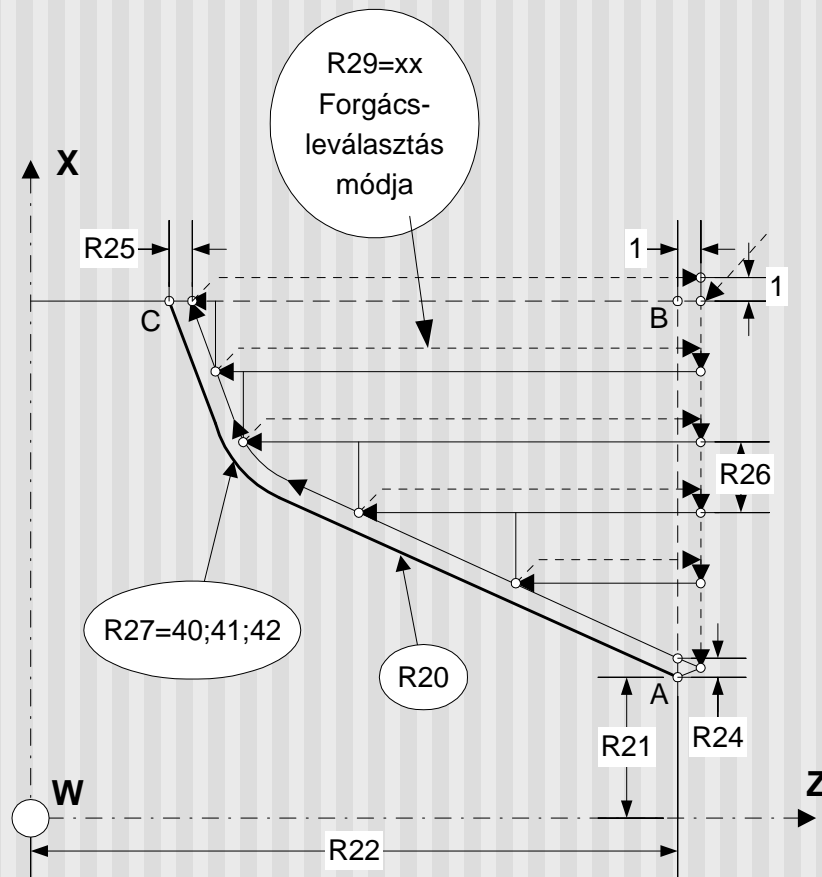 R29=xx
Forgács-
leválasztás
módja
X
R25
1
1
C
B
R26
R27=40;41;42
R20
A
R21
R24
W
Z
R22